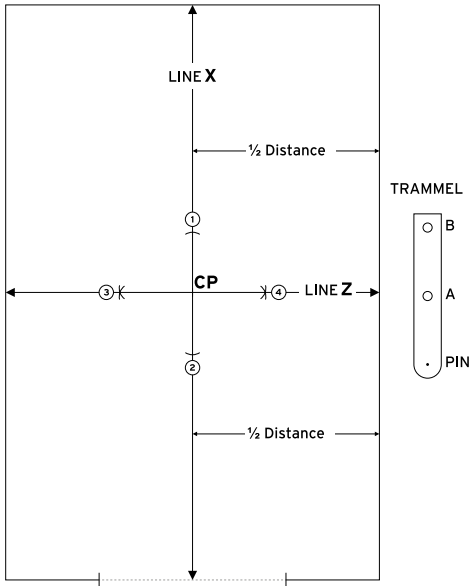 LINE X
½ Distance
TRAMMEL
B
1
CP
3
4
LINE Z
A
2
PIN
½ Distance